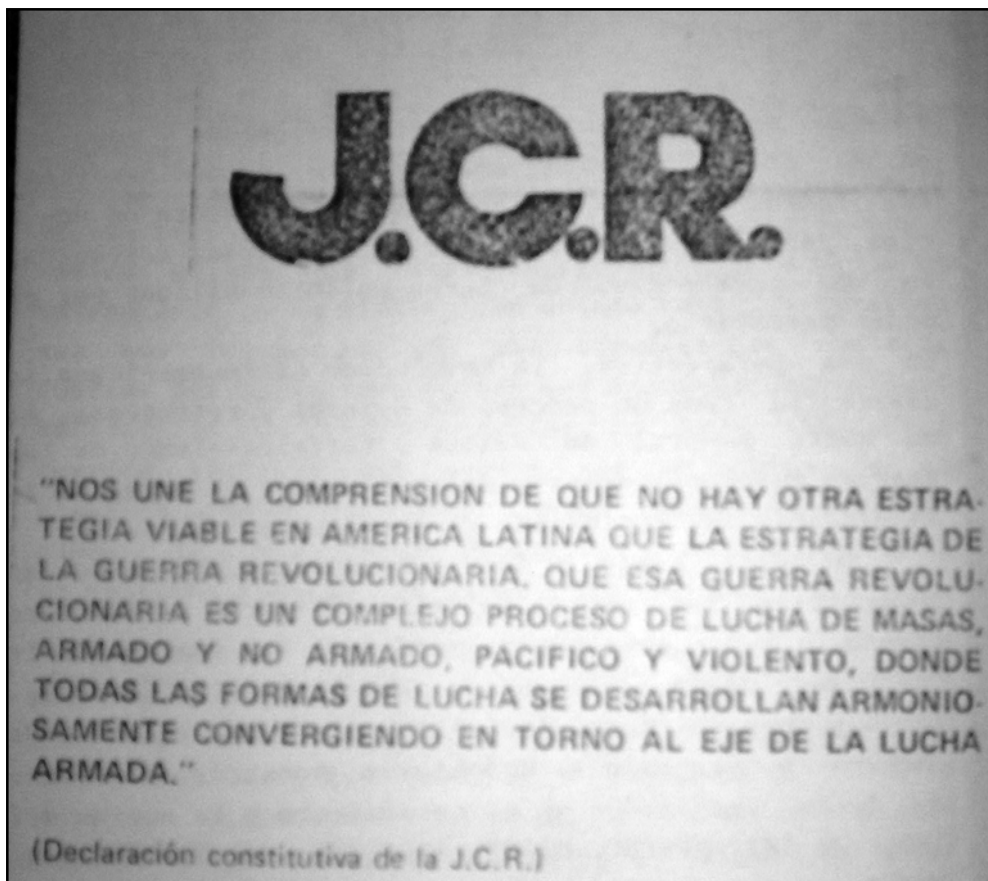 J.C.R.
"NOS UNE LA COMPRENSION DE QUE NO HAY OTRA ESTRA-
TEGIA VIABLE EN AMERICA LATINA QUE LA ESTRATEGIA DE
LA GUERRA REVOLUCIONARIA. QUE ESA GUERRA REVOLU-
CIONARIA ES UN COMPLEJO PROCESO DE LUCHA DE MASAS,
ARMADO Y NO ARMADO, PACIFICO Y VIOLENTO, DONDE
TODAS LAS FORMAS DE LUCHA SE DESARROLLAN ARMONIO-
SAMENTE CONVERGIENDO EN TORNO AL EJE DE LA LUCHA
ARMADA."
(Declaración constitutiva de la J.C.R.)